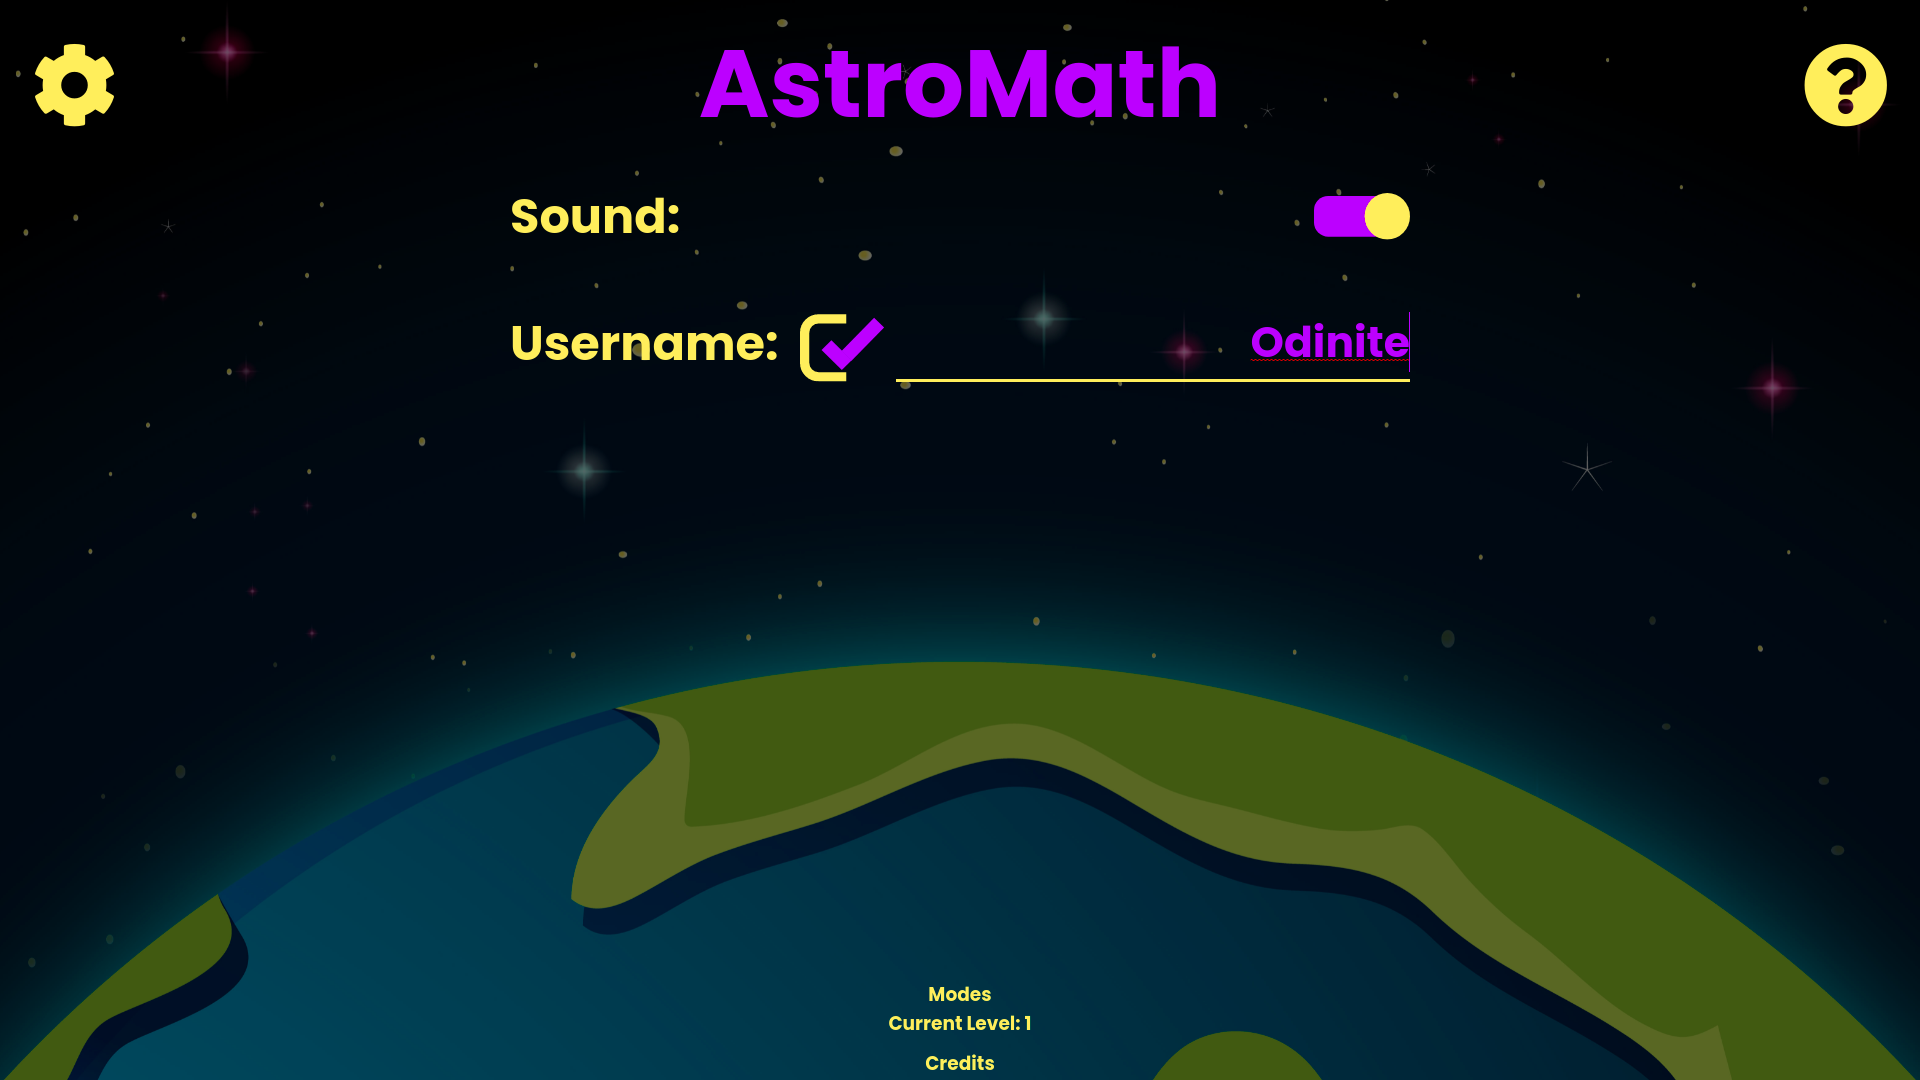 AstroMath
Sound:
Username: Odinite
Modes
Current Level: 1
Credits